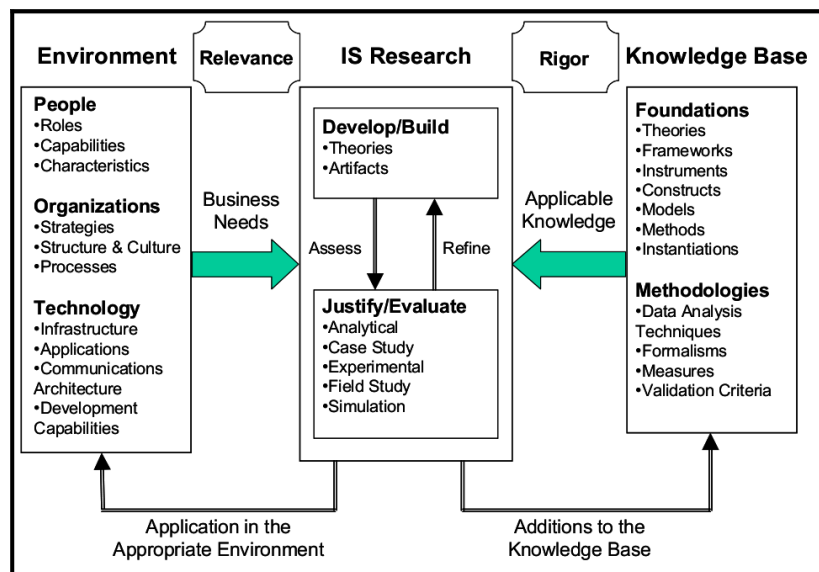 Environment
Relevance
IS Research
Rigor
Knowledge Base
People
•Roles
•Capabilities
•Characteristics
Organizations
•Strategies
•Structure & Culture
•Processes
Technology
•Infrastructure
•Applications
•Communications
Architecture
•Development
Capabilities
Business
Needs
Develop/Build
•Theories
•Artifacts
Assess
Refine
Justify/Evaluate
•Analytical
•Case Study
•Experimental
•Field Study
•Simulation
Applicable
Knowledge
Foundations
•Theories
•Frameworks
•Instruments
•Constructs
•Models
•Methods
•Instantiations
Methodologies
•Data Analysis
Techniques
•Formalisms
•Measures
•Validation Criteria
Application in the
Appropriate Environment
Additions to the
Knowledge Base